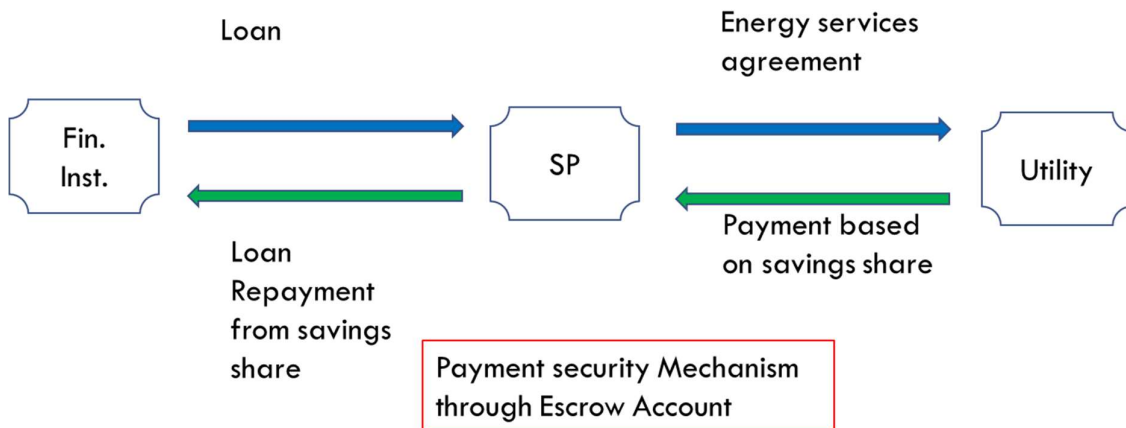 Loan
Energy services
agreement
Fin.
Inst.
SP
Utility
Loan
Repayment
from savings
share
Payment based
on savings share
Payment security Mechanism
through Escrow Account